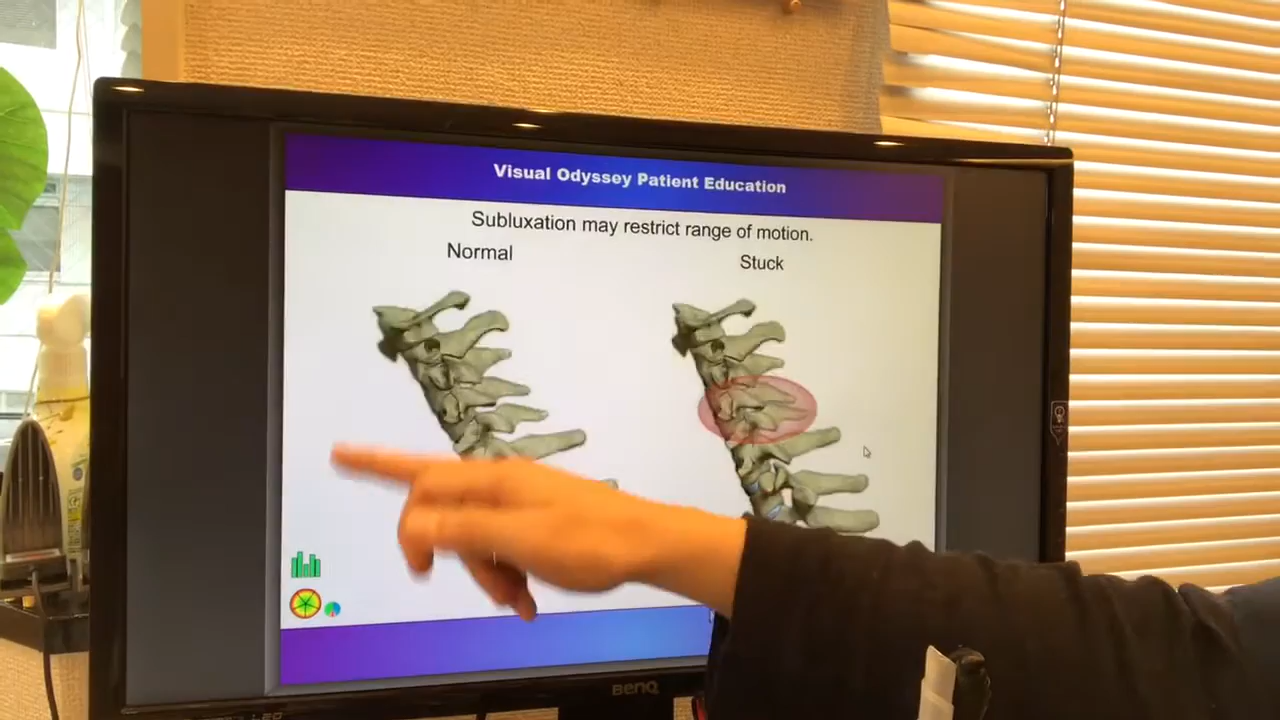 Visual Odyssey Patient Education
Subluxation may restrict range of motion.
Normal
Stuck
BenQ